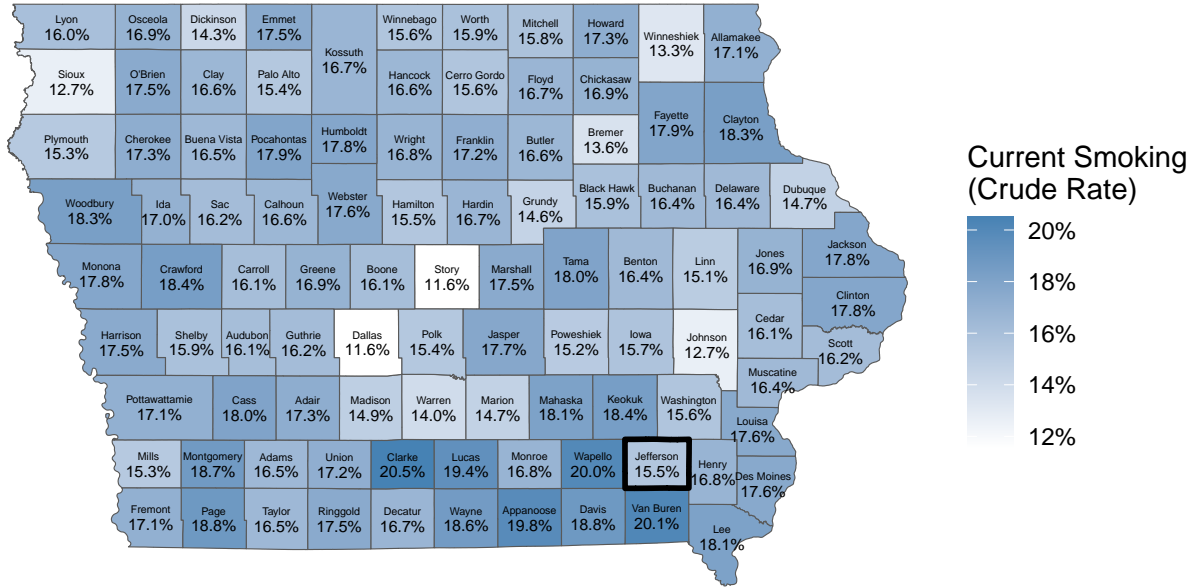 Lyon
16.0%
Osceola
16.9%
Dickinson
14.3%
Emmet
17.5%
Kossuth
16.7%
Winnebago
15.6%
Worth
15.9%
Mitchell
15.8%
Howard
17.3%
Winneshiek
13.3%
Allamakee
17.1%
Sioux
12.7%
O'Brien
17.5%
Clay
16.6%
Palo Alto
15.4%
Hancock
16.6%
Cerro Gordo
15.6%
Floyd
16.7%
Chickasaw
16.9%
Fayette
17.9%
Clayton
18.3%
Plymouth
15.3%
Cherokee
17.3%
Buena Vista
16.5%
Pocahontas
17.9%
Humboldt
17.8%
Wright
16.8%
Franklin
17.2%
Butler
16.6%
Bremer
13.6%
Woodbury
18.3%
Ida
17.0%
Sac
16.2%
Calhoun
16.6%
Webster
17.6%
Hamilton
15.5%
Hardin
16.7%
Grundy
14.6%
Black Hawk
15.9%
Buchanan
16.4%
Delaware
16.4%
Dubuque
14.7%
Monona
17.8%
Crawford
18.4%
Carroll
16.1%
Greene
16.9%
Boone
16.1%
Story
11.6%
Marshall
17.5%
Tama
18.0%
Benton
16.4%
Linn
15.1%
Jones
16.9%
Jackson
17.8%
Clinton
17.8%
Harrison
17.5%
Shelby
15.9%
Audubon
16.1%
Guthrie
16.2%
Dallas
11.6%
Polk
15.4%
Jasper
17.7%
Poweshiek
15.2%
Iowa
15.7%
Johnson
12.7%
Cedar
16.1%
Scott
16.2%
Muscatine
16.4%
Pottawattamie
17.1%
Cass
18.0%
Adair
17.3%
Madison
14.9%
Warren
14.0%
Marion
14.7%
Mahaska
18.1%
Keokuk
18.4%
Washington
15.6%
Louisa
17.6%
Mills
15.3%
Montgomery
18.7%
Adams
16.5%
Union
17.2%
Clarke
20.5%
Lucas
19.4%
Monroe
16.8%
Wapello
20.0%
Jefferson
15.5%
Henry
16.8%
Des Moines
17.6%
Fremont
17.1%
Page
18.8%
Taylor
16.5%
Ringgold
17.5%
Decatur
16.7%
Wayne
18.6%
Appanoose
19.8%
Davis
18.8%
Van Buren
20.1%
Lee
18.1%
Current Smoking
(Crude Rate)
20%
18%
16%
14%
12%